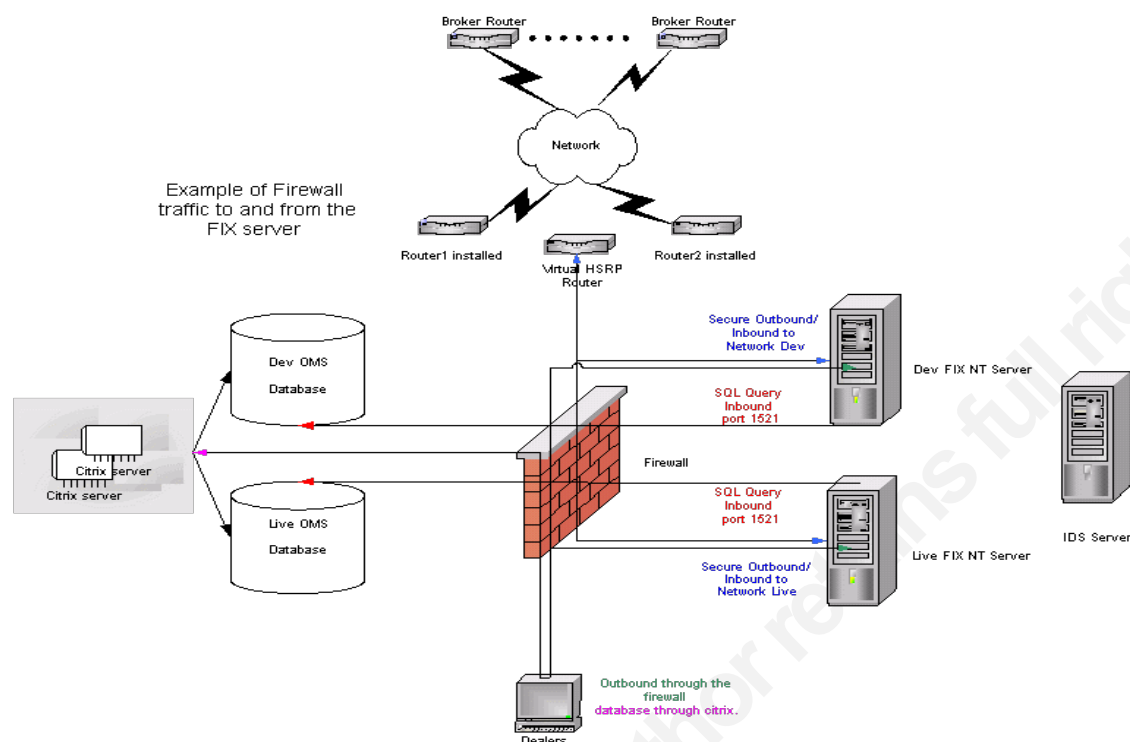 Broker Router
Broker Router
Network
Example of Firewall
traffic to and from the
FIX server
Router1 installed
Router2 installed
Virtual HSRP
Router
Secure Outbound/
Inbound to
Network Dev
Dev OMS
Database
Dev FIX NT Server
SQL Query
Inbound
port 1521
Citrix server
Citrix server
Firewall
SQL Query
Inbound
port 1521
Live OMS
Database
IDS Server
Live FIX NT Server
Secure Outbound/
Inbound to
Network Live
Outbound through the
firewall
database through citrix.
Dealers
full